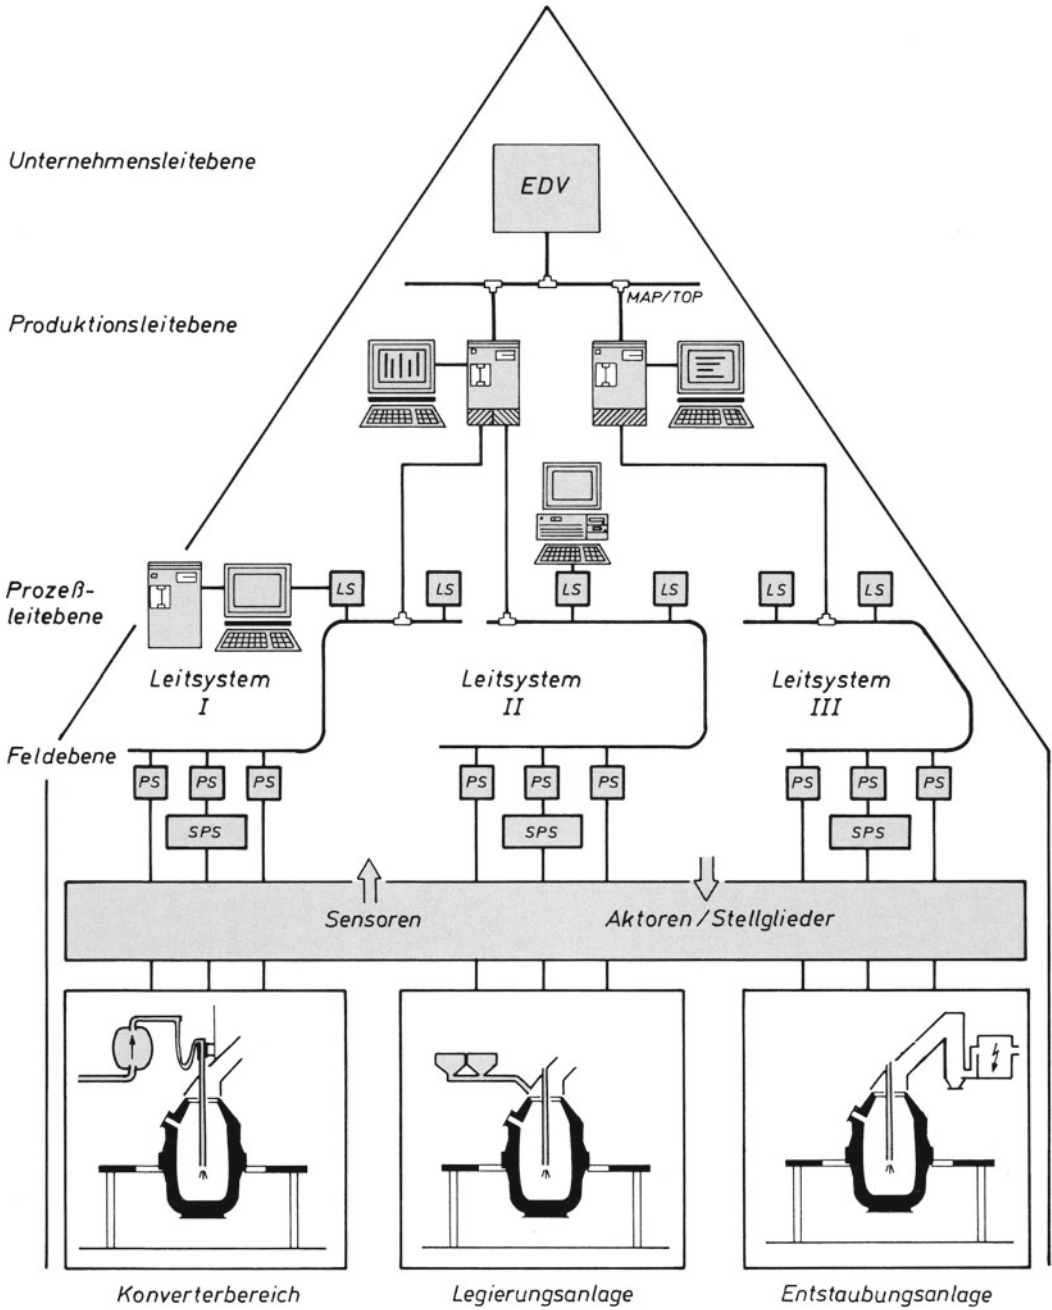 Unternehmensleitebene
EDV
MAP/TOP
Produktionsleitebene
Prozeß-
leitebene
LS
LS
LS
LS
LS
LS
Leitsystem
I
Leitsystem
II
Leitsystem
III
Feldebene
PS
PS
PS
PS
PS
PS
PS
PS
PS
SPS
SPS
SPS
Sensoren
Aktoren/Stellglieder
Konverterbereich
Legierungsanlage
Entstaubungsanlage